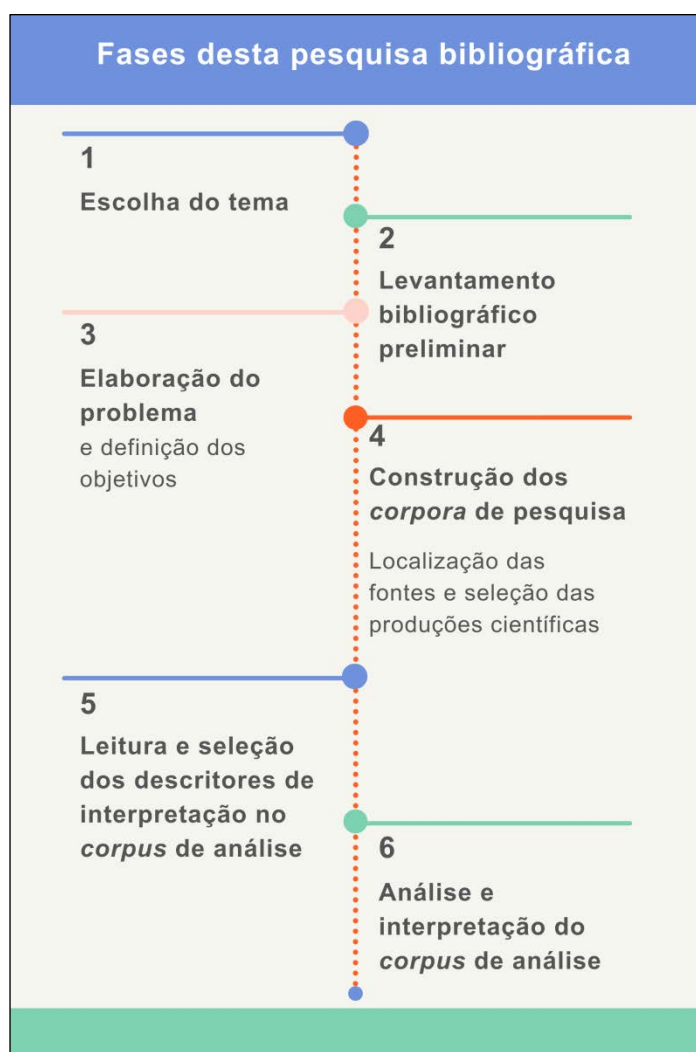 Fases desta pesquisa bibliográfica
1
Escolha do tema
2
Levantamento
bibliográfico
preliminar
3
Elaboração do
problema
e definição dos
objetivos
4
Construção dos
corpora de pesquisa
Localização das
fontes e seleção das
produções científicas
5
Leitura e seleção
dos descritores de
interpretação no
corpus de análise
6
Análise e
interpretação do
corpus de análise